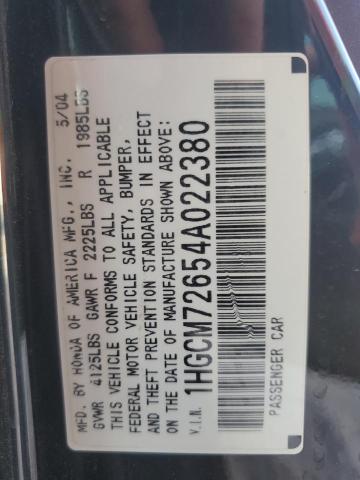 MFD. BY HONDA OF AMERICA MFG., INC. 5/04
GVWR 4125LBS GAWR F 2225LBS R 1985LBS
THIS VEHICLE CONFORMS TO ALL APPLICABLE
FEDERAL MOTOR VEHICLE SAFETY, BUMPER,
AND THEFT PREVENTION STANDARDS IN EFFECT
ON THE DATE OF MANUFACTURE SHOWN ABOVE:
V.I.N. 1HGCM72654A022380
PASSENGER CAR